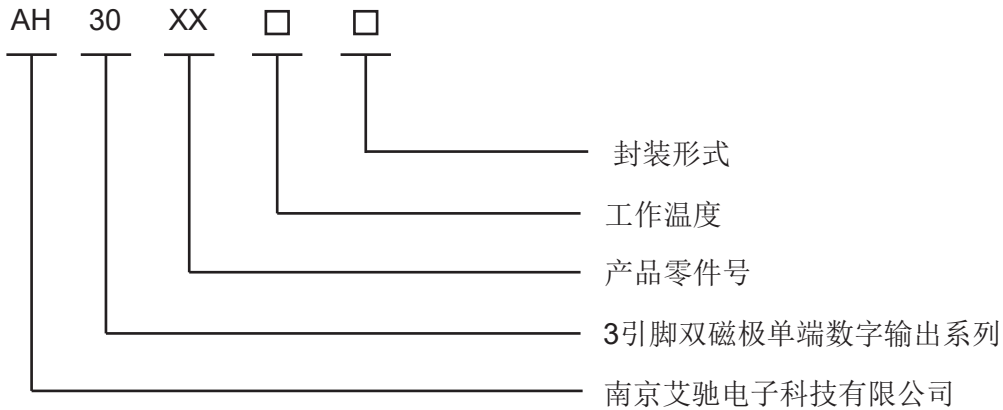 AH 30 XX □ □
封装形式
工作温度
产品零件号
3引脚双磁极单端数字输出系列
南京艾驰电子科技有限公司